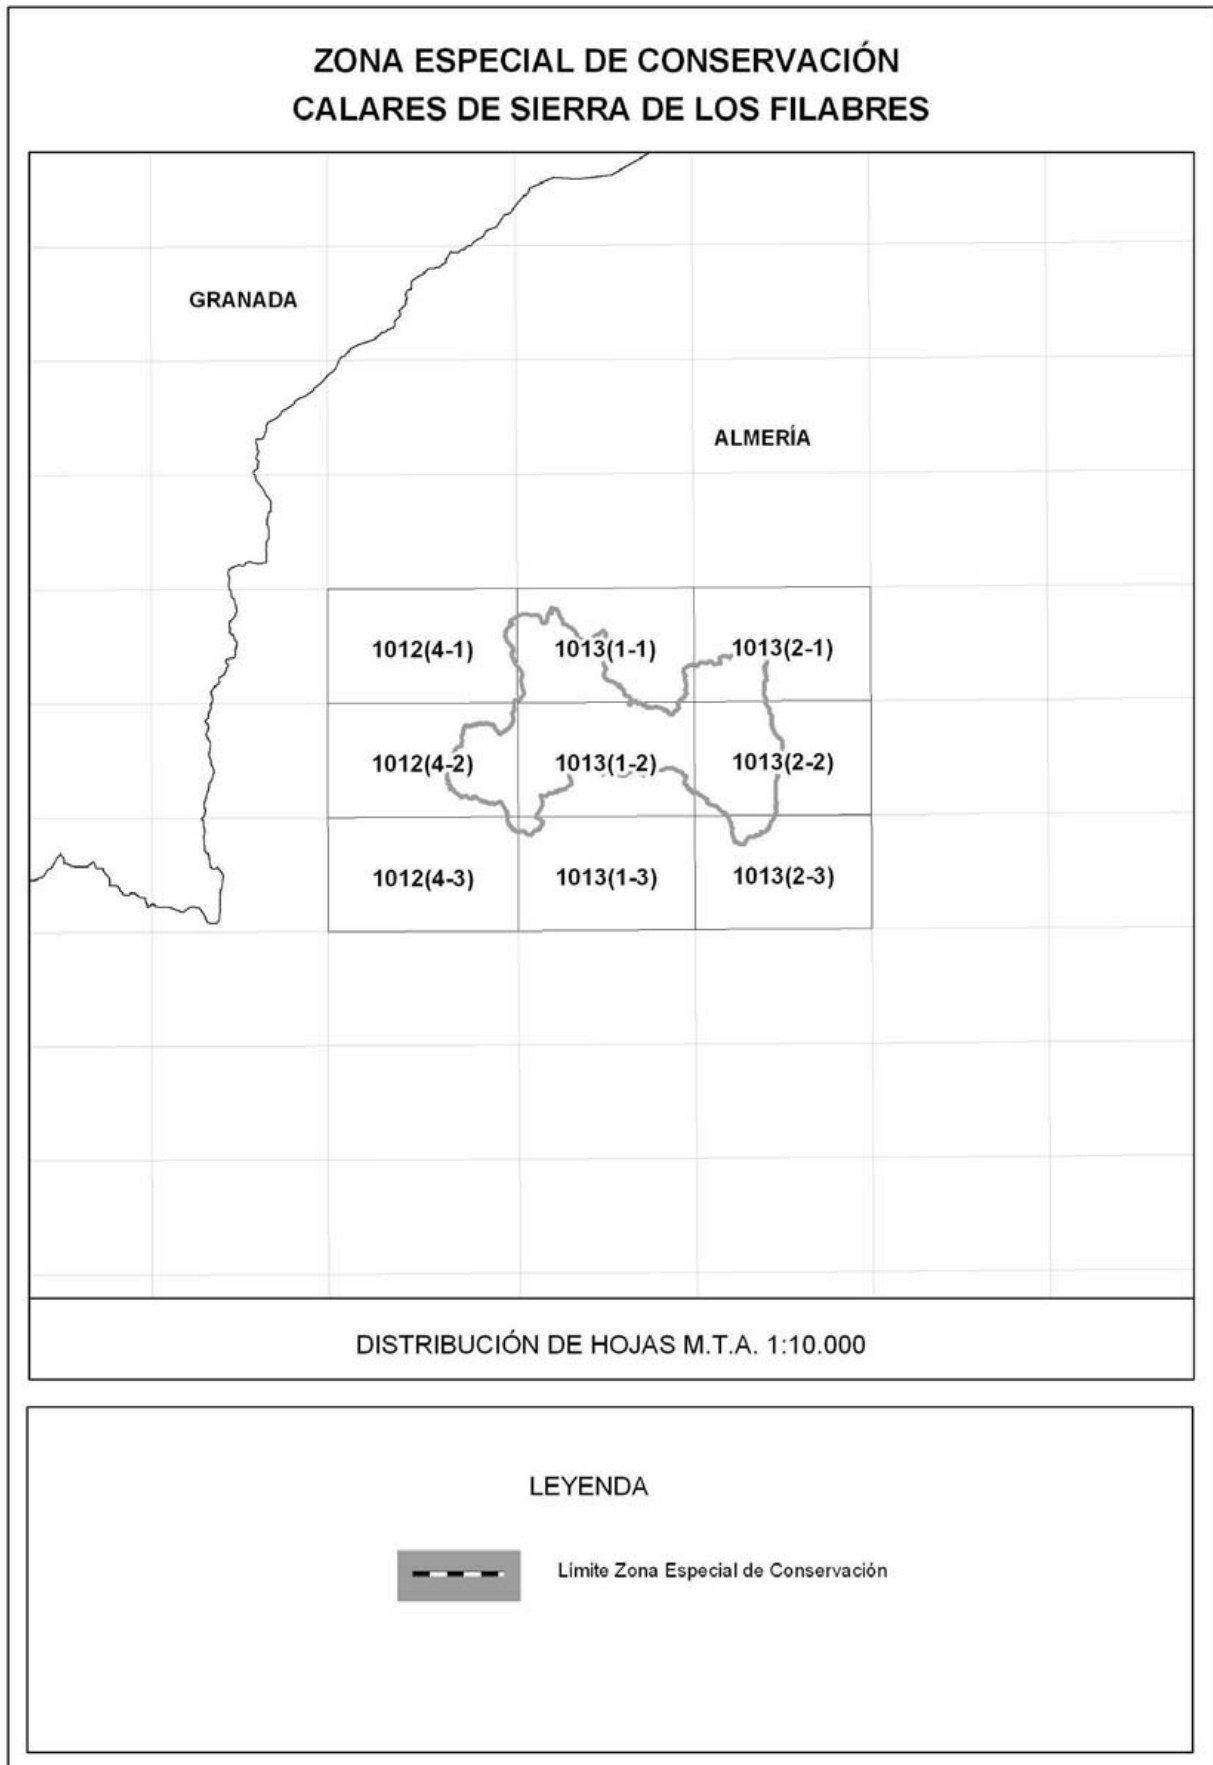 ZONA ESPECIAL DE CONSERVACIÓN
CALARES DE SIERRA DE LOS FILABRES
GRANADA
ALMERÍA
1012(4-1) 1013(1-1) 1013(2-1)
1012(4-2) 1013(1-2) 1013(2-2)
1012(4-3) 1013(1-3) 1013(2-3)
DISTRIBUCIÓN DE HOJAS M.T.A. 1:10.000
LEYENDA
Límite Zona Especial de Conservación